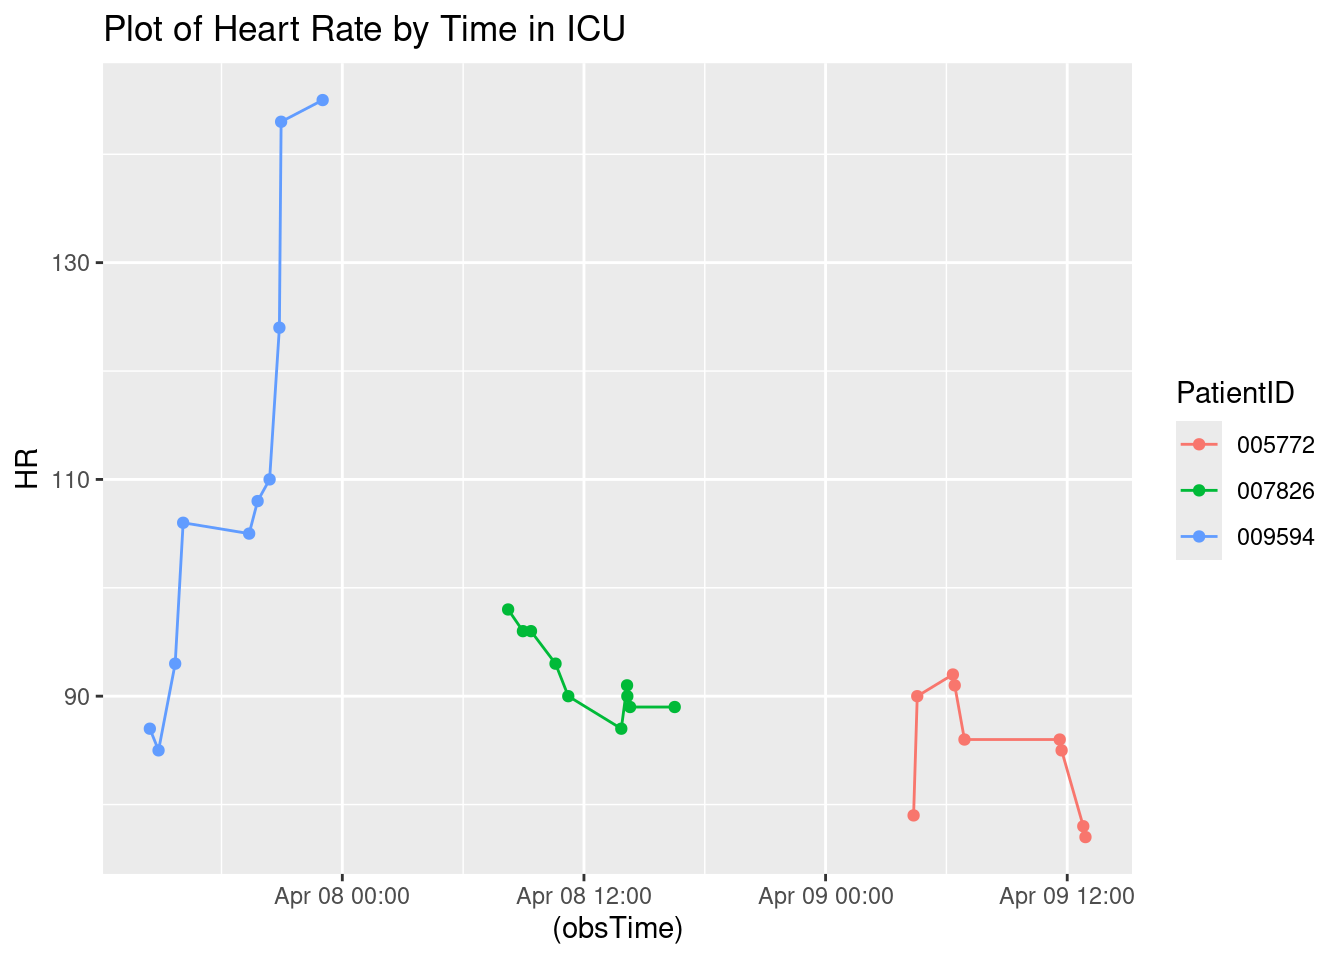 Plot of Heart Rate by Time in ICU
HR
130
110
90
Apr 08 00:00
Apr 08 12:00
Apr 09 00:00
Apr 09 12:00
(obsTime)
PatientID
005772
007826
009594